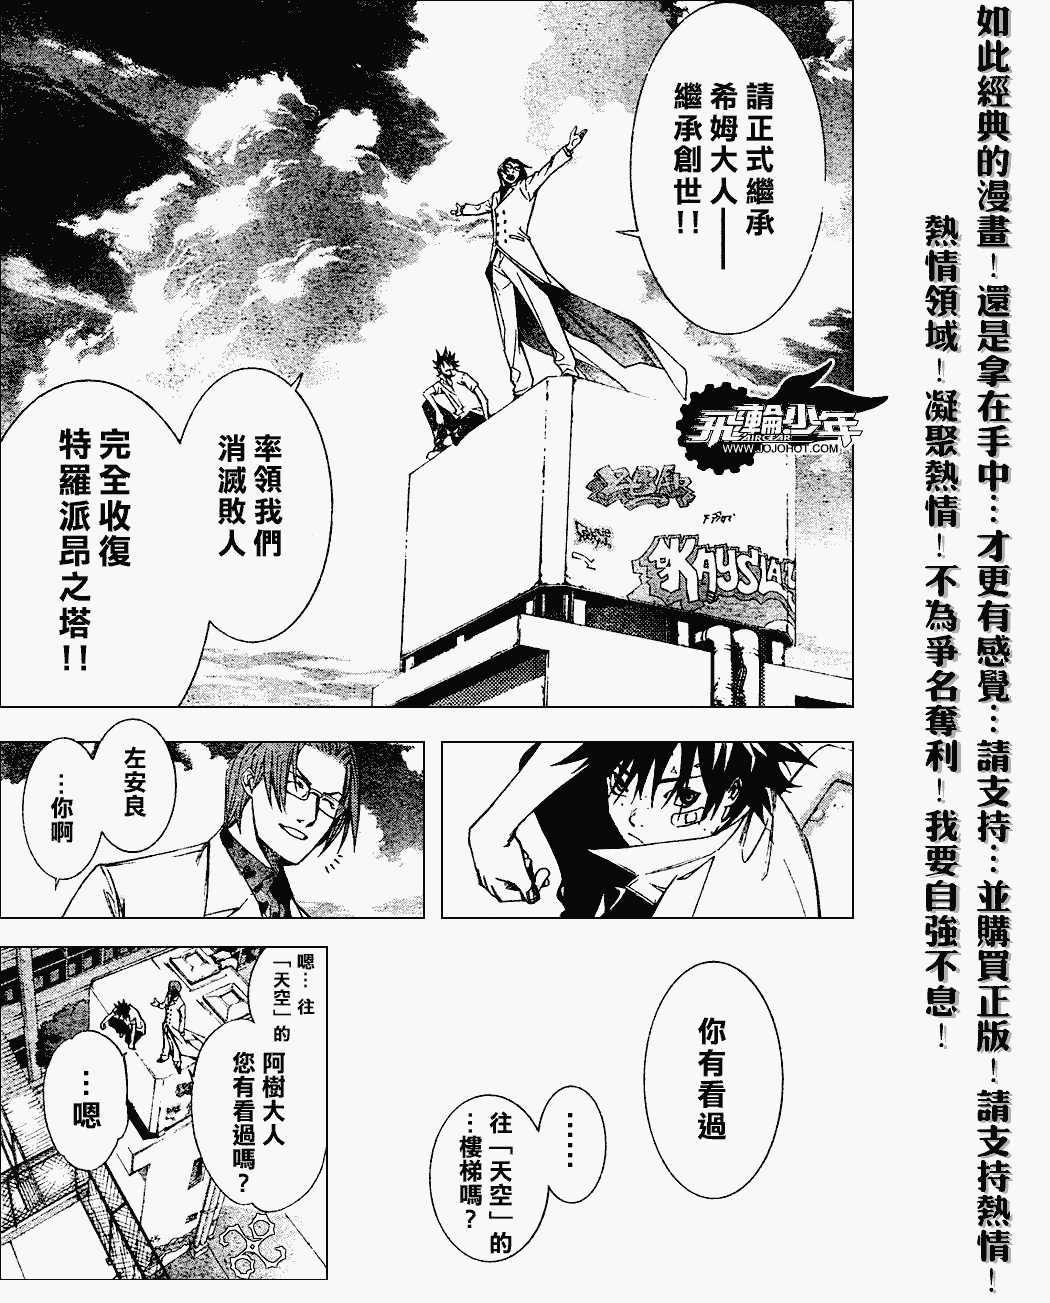 請正式繼承
希姆大人——
繼承創世!!
率領我們
消滅敗人
完全收復
特羅派昂之塔!!
飛輪少年
AIRGEAR
WWW.JOJOHOT.COM
KAYSLAY
左安良
…你啊
你有看過
……
往「天空」的
…樓梯嗎？
嗯…往
「天空」的
阿樹大人
您有看過嗎？
…嗯
如此經典的漫畫！還是拿在手中…才更有感覺…請支持…並購買正版！請支持熱情！
熱情領域！凝聚熱情！不為爭名奪利！我要自強不息！